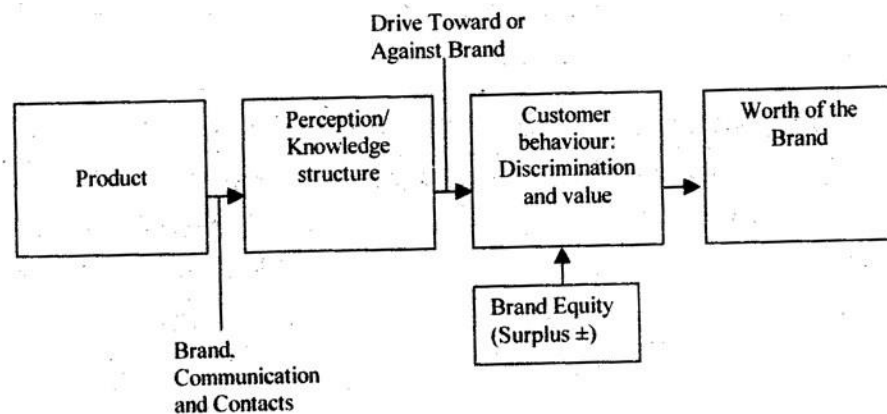 Drive Toward or
Against Brand
Product
Perception/
Knowledge
structure
Customer
behaviour:
Discrimination
and value
Worth of the
Brand
Brand Equity
(Surplus ±)
Brand,
Communication
and Contacts